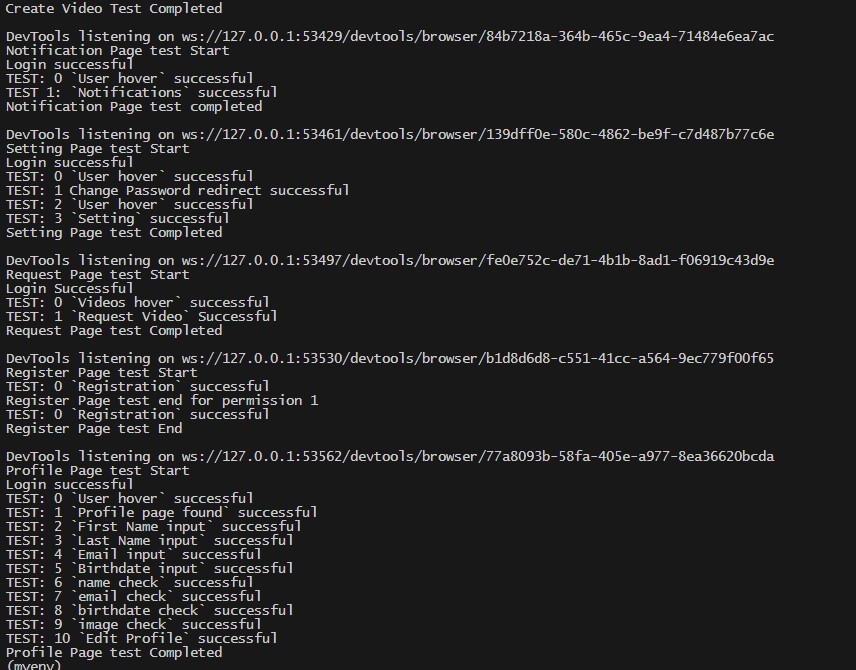 Create Video Test Completed
DevTools listening on ws://127.0.0.1:53429/devtools/browser/84b7218a-364b-465c-9ea4-71484e6ea7ac
Notification Page test Start
Login successful
TEST: 0 `User hover` successful
TEST 1: `Notifications` successful
Notification Page test completed
DevTools listening on ws://127.0.0.1:53461/devtools/browser/139dff0e-580c-4862-be9f-c7d487b77c6e
Setting Page test Start
Login successful
TEST: 0 `User hover` successful
TEST: 1 Change Password redirect successful
TEST: 2 `User hover` successful
TEST: 3 `Setting` successful
Setting Page test Completed
DevTools listening on ws://127.0.0.1:53497/devtools/browser/fe0e752c-de71-4b1b-8ad1-f06919c43d9e
Request Page test Start
Login Successful
TEST: 0 `Videos hover` successful
TEST: 1 `Request Video` Successful
Request Page test Completed
DevTools listening on ws://127.0.0.1:53530/devtools/browser/b1d8d6d8-c551-41cc-a564-9ec779f00f65
Register Page test Start
TEST: 0 `Registration` successful
Register Page test end for permission 1
TEST: 0 `Registration` successful
Register Page test End
DevTools listening on ws://127.0.0.1:53562/devtools/browser/77a8093b-58fa-405e-a977-8ea36620bcda
Profile Page test Start
Login successful
TEST: 0 `User hover` successful
TEST: 1 `Profile page found` successful
TEST: 2 `First Name input` successful
TEST: 3 `Last Name input` successful
TEST: 4 `Email input` successful
TEST: 5 `Birthdate input` successful
TEST: 6 `name check` successful
TEST: 7 `email check` successful
TEST: 8 `birthdate check` successful
TEST: 9 `image check` successful
TEST: 10 `Edit Profile` successful
Profile Page test Completed
(myenv)